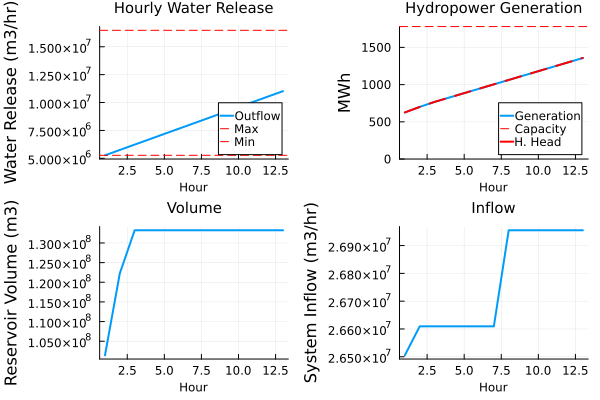 Hourly Water Release
Water Release (m3/hr)
1.500×10⁷
1.250×10⁷
1.000×10⁷
7.500×10⁶
5.000×10⁶
Outflow
Max
Min
2.5 5.0 7.5 10.0 12.5
Hour
Hydropower Generation
MWh
1500
1000
500
0
Generation
Capacity
H. Head
2.5 5.0 7.5 10.0 12.5
Hour
Volume
Reservoir Volume (m3)
1.300×10⁸
1.250×10⁸
1.200×10⁸
1.150×10⁸
1.100×10⁸
1.050×10⁸
2.5 5.0 7.5 10.0 12.5
Hour
Inflow
System Inflow (m3/hr)
2.690×10⁷
2.680×10⁷
2.670×10⁷
2.660×10⁷
2.650×10⁷
2.5 5.0 7.5 10.0 12.5
Hour